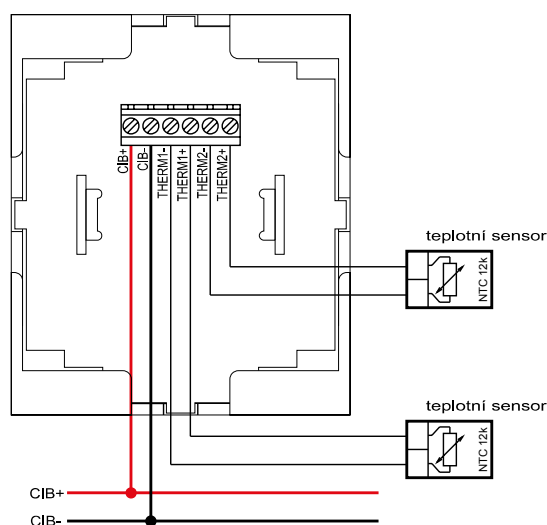 CIB+
CIB-
THERM1-
THERM1+
THERM2-
THERM2+
teplotní sensor
NTC 12k
teplotní sensor
NTC 12k
CIB+
CIB-